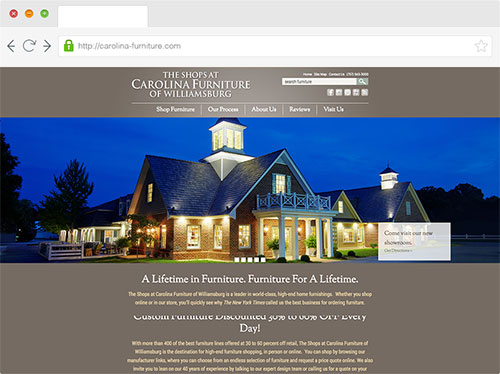 http://carolina-furniture.com
THE SHOPS AT
CAROLINA FURNITURE
OF WILLIAMSBURG
Home Site Map Contact Us (757) 565-3000
search furniture
Shop Furniture Our Process About Us Reviews Visit Us
Come visit our new
showroom.
Get Directions ›
A Lifetime in Furniture. Furniture For A Lifetime.
The Shops at Carolina Furniture of Williamsburg is a leader in world-class, high-end home furnishings. Whether you shop
online or in our store, you'll quickly see why The New York Times called us the best business for ordering furniture.
Custom Furniture Discounted 30% to 60% OFF Every
Day!
With more than 400 of the best furniture lines offered at 30 to 60 percent off retail, The Shops at Carolina Furniture of
Williamsburg is the destination for high-end furniture shopping, in person or online. You can shop by browsing our
manufacturer links, where you can choose from an endless selection of furniture and request a price quote online. We also
invite you to lean on our 40 years of experience by talking to our expert design team or calling us for a quote on your